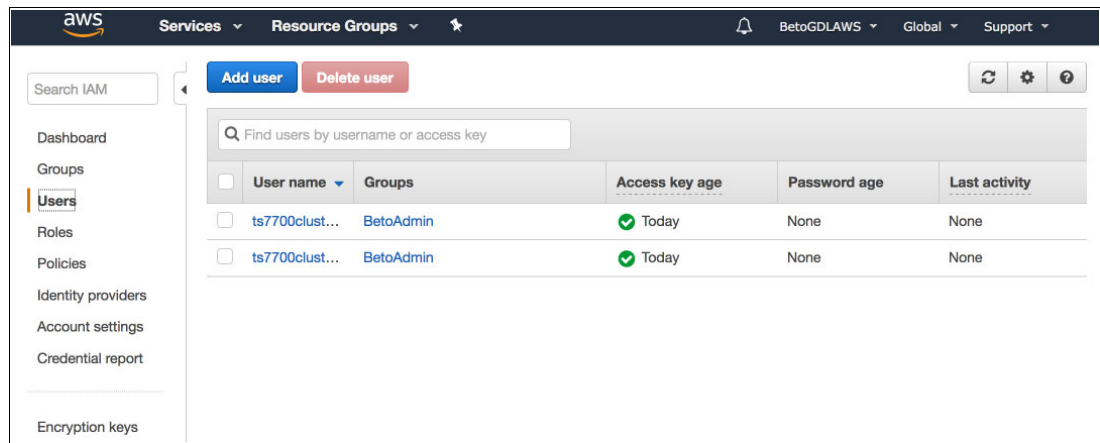 aws Services Resource Groups BetoGDLAWS Global Support
Search IAM
Dashboard
Groups
Users
Roles
Policies
Identity providers
Account settings
Credential report
Encryption keys
Add user Delete user
Find users by username or access key
User name Groups Access key age Password age Last activity
ts7700clust... BetoAdmin Today None None
ts7700clust... BetoAdmin Today None None